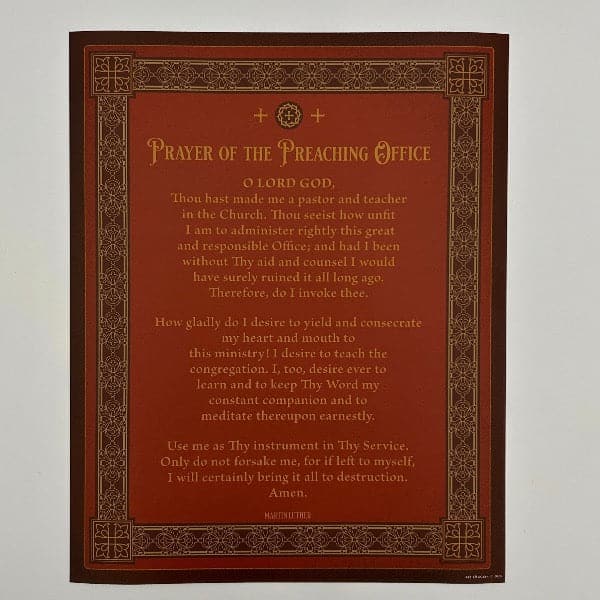 PRAYER OF THE PREACHING OFFICE
O LORD GOD,
Thou hast made me a pastor and teacher
in the Church. Thou seeist how unfit
I am to administer rightly this great
and responsible Office; and had I been
without Thy aid and counsel I would
have surely ruined it all long ago.
Therefore, do I invoke thee.
How gladly do I desire to yield and consecrate
my heart and mouth to
this ministry! I desire to teach the
congregation. I, too, desire ever to
learn and to keep Thy Word my
constant companion and to
meditate thereupon earnestly.
Use me as Thy instrument in Thy Service.
Only do not forsake me, for if left to myself,
I will certainly bring it all to destruction.
Amen.
MARTIN LUTHER